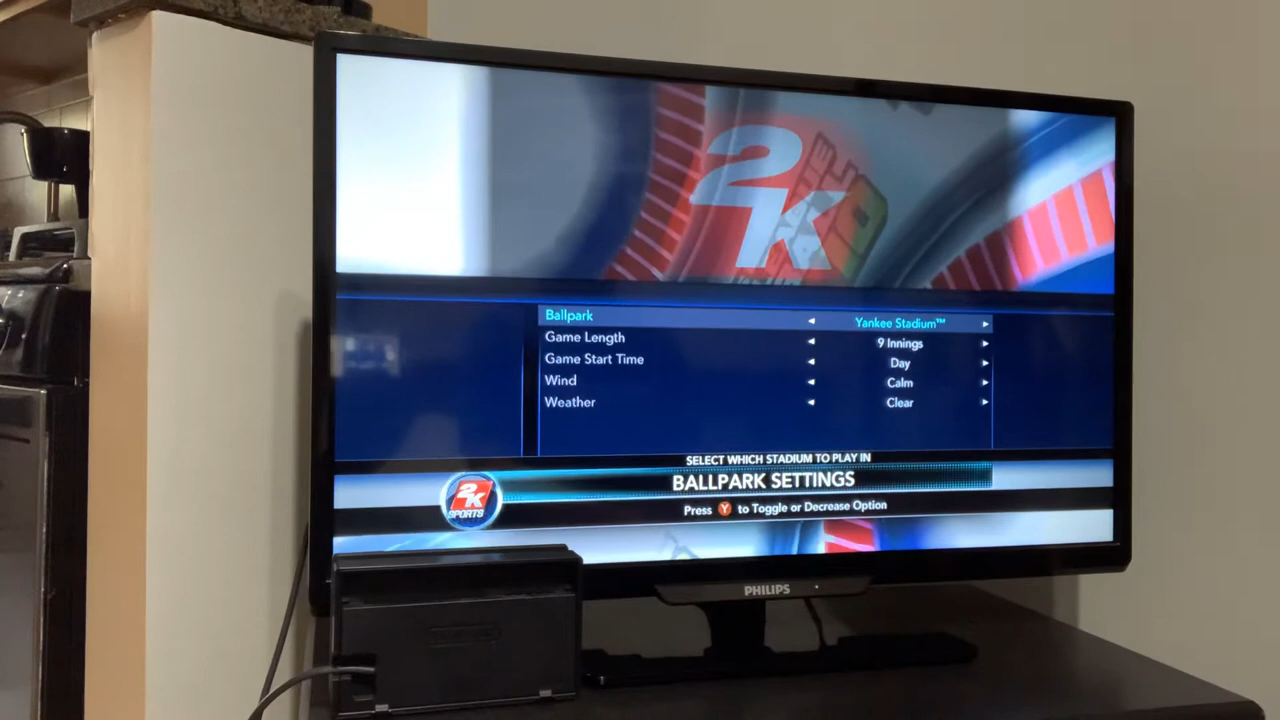 2K
Ballpark Yankee Stadium™
Game Length 9 Innings
Game Start Time Day
Wind Calm
Weather Clear
SELECT WHICH STADIUM TO PLAY IN
BALLPARK SETTINGS
2K
SPORTS
Press Y to Toggle or Decrease Option
PHILIPS